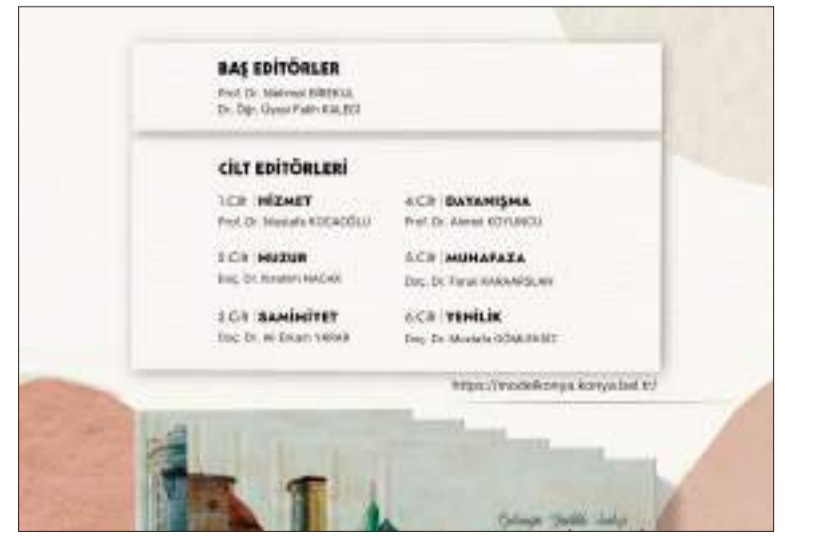 BAŞ EDİTÖRLER
Prof. Dr. Mehmet BİREKUL
Dr. Öğr. Üyesi Fatih KALECİ
CİLT EDİTÖRLERİ
1.Cilt | HİZMET
Prof. Dr. Mustafa KOCAOĞLU
2.Cilt | HUZUR
Doç. Dr. İbrahim NACAK
3.Cilt | SAMİMİYET
Doç. Dr. Ali Erkam YARAR
4.Cilt | DAYANIŞMA
Prof. Dr. Ahmet KOYUNCU
5.Cilt | MUHAFAZA
Doç. Dr. Faruk KARAARSLAN
6.Cilt | YENİLİK
Doç. Dr. Mustafa GÖMLEKSİZ
https://modelkonya.konya.bel.tr/